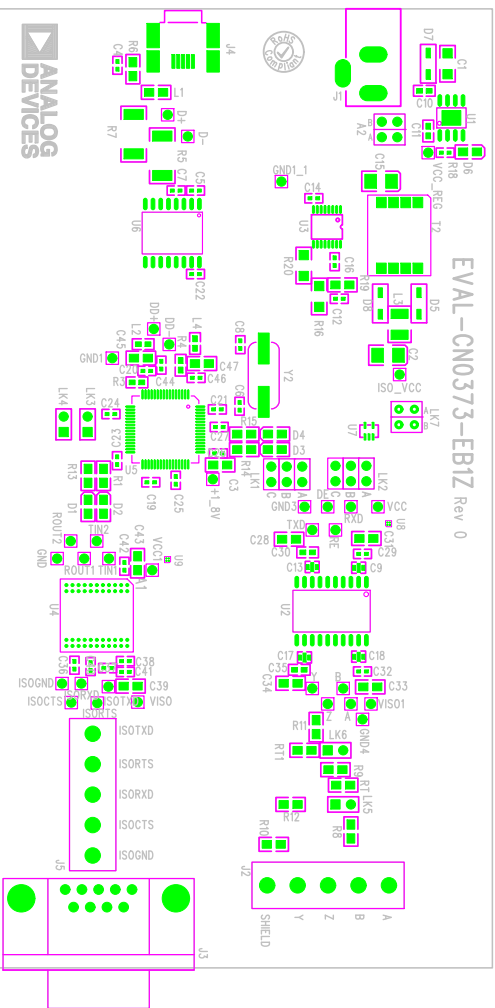 ANALOG
DEVICES
RoHS
Compliant
J4
R6
C4
L1
D+
D-
R7
R5
C7
C5
U6
C22
J1
D7
C1
C10
U1
B
A
A2
C11
R18
D6
VCC_REG
C15
T2
GND1_1
C14
U3
C16
R20
R19
C12
R16
D8
L3
D5
C2
ISO_VCC
EVAL-CN0373-EB1Z Rev 0
DD+
DD-
L4
C45
L2
GND1
R4
C47
C20
C44
C46
R3
C8
Y2
C6
LK4
LK3
C24
C21
C27
R15
D4
D3
R14
C23
U5
R1
R13
C19
C25
C3
+1_8V
U7
A
B
LK7
LK1
C
B
A
LK2
C
B
A
D1
D2
GND3
DE
VCC
ROUT2
TIN2
TXD
RE
RXD
U8
C28
C30
C29
C13
C9
GND
ROUT1
TIN1
C42
C43
VCC1
U9
U4
U2
C36
C38
C41
C39
C17
C18
C35
C32
C34
C33
ISOGND
ISORXD
ISOCTS
ISORTS
ISOTXD
VISO
Y
B
Z
A
VISO1
GND4
R11
LK6
RT1
R9
RT
R12
LK5
R8
R10
ISOTXD
ISORTS
ISORXD
ISOCTS
ISOGND
J5
J2
SHIELD
Y
Z
B
A
J3